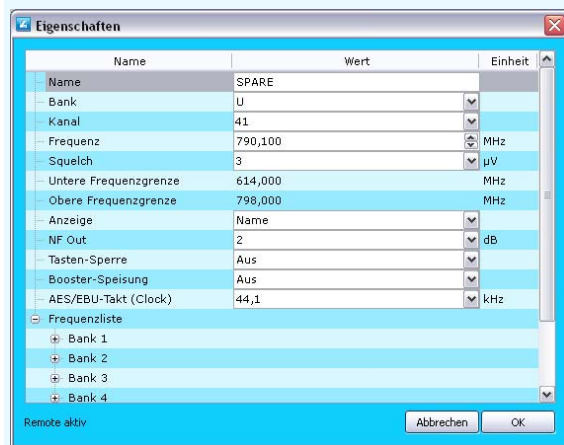 Eigenschaften
Name Wert Einheit
Name SPARE
Bank U
Kanal 41
Frequenz 790,100 MHz
Squelch 3 µV
Untere Frequenzgrenze 614,000 MHz
Obere Frequenzgrenze 798,000 MHz
Anzeige Name
NF Out 2 dB
Tasten-Sperre Aus
Booster-Speisung Aus
AES/EBU-Takt (Clock) 44,1 kHz
Frequenzliste
Bank 1
Bank 2
Bank 3
Bank 4
Remote aktiv Abbrechen OK